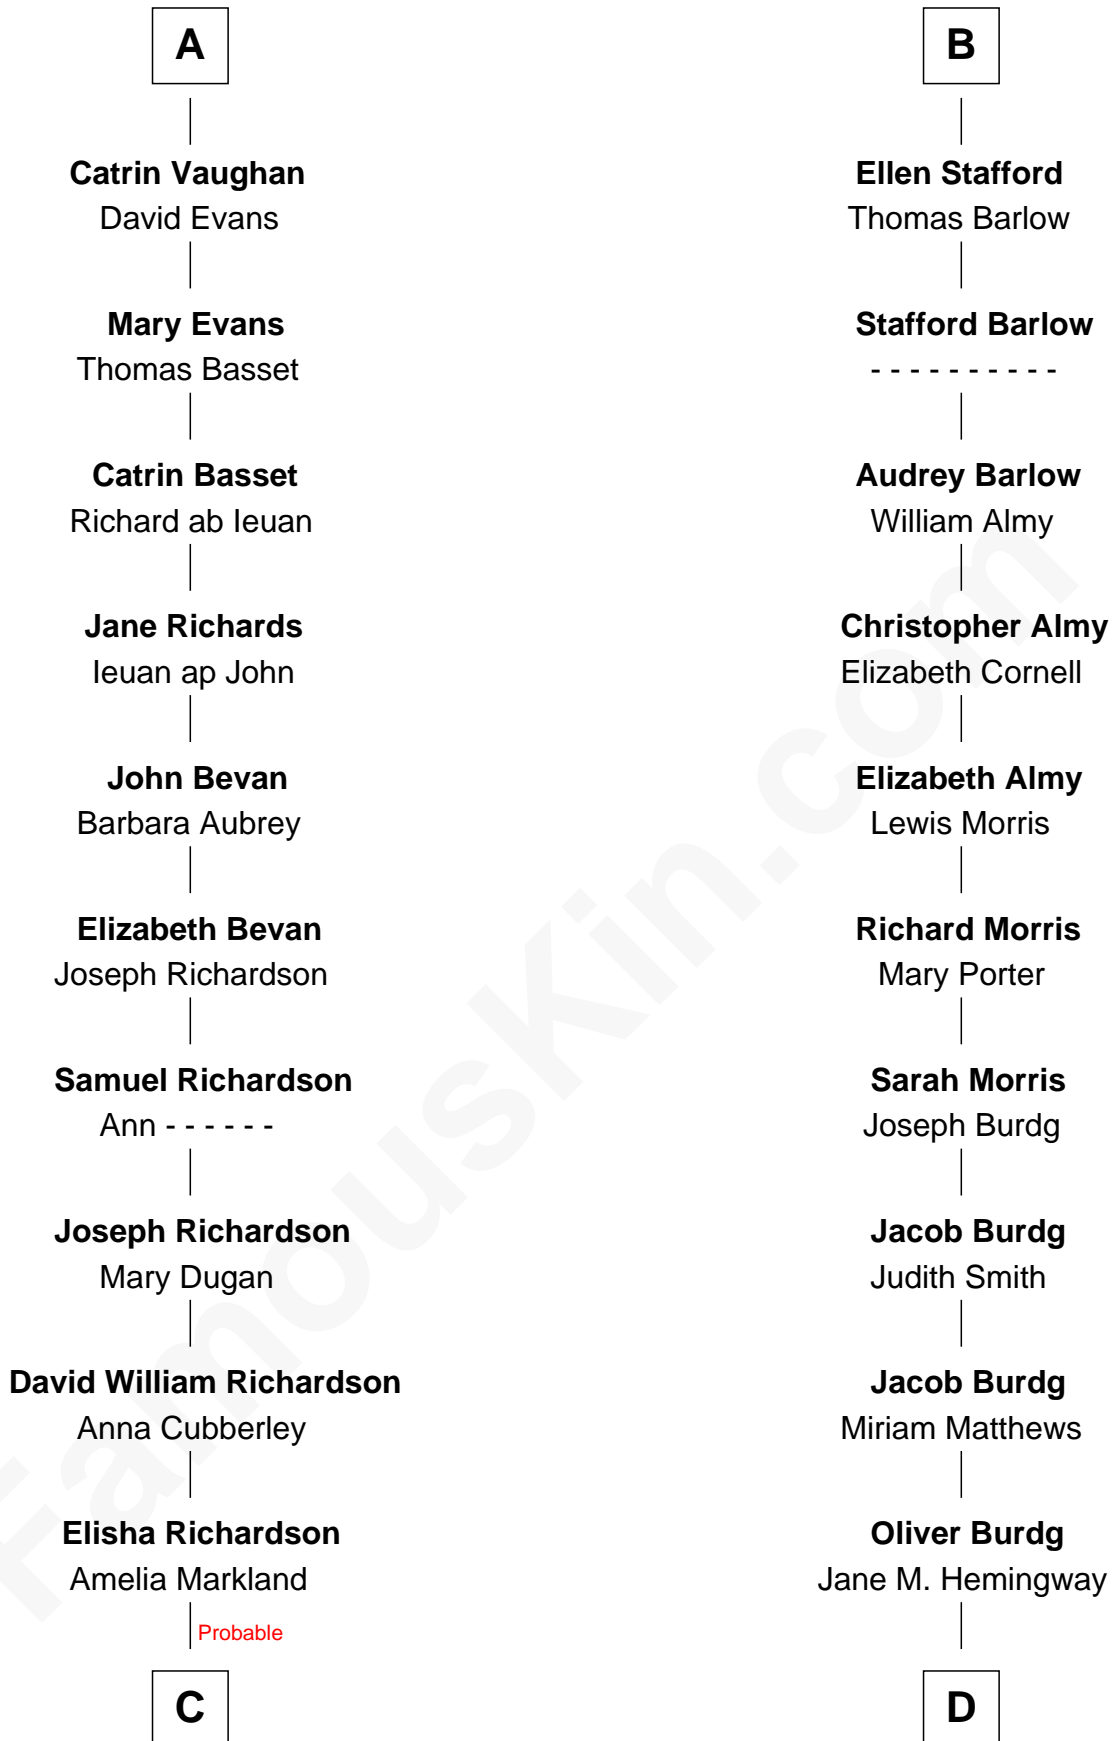 A
Catrin Vaughan
David Evans
Mary Evans
Thomas Basset
Catrin Basset
Richard ab Ieuan
Jane Richards
Ieuan ap John
John Bevan
Barbara Aubrey
Elizabeth Bevan
Joseph Richardson
Samuel Richardson
Ann - - - - - -
Joseph Richardson
Mary Dugan
David William Richardson
Anna Cubberley
Elisha Richardson
Amelia Markland
Probable
C
B
Ellen Stafford
Thomas Barlow
Stafford Barlow
- - - - - - - - - -
Audrey Barlow
William Almy
Christopher Almy
Elizabeth Cornell
Elizabeth Almy
Lewis Morris
Richard Morris
Mary Porter
Sarah Morris
Joseph Burdg
Jacob Burdg
Judith Smith
Jacob Burdg
Miriam Matthews
Oliver Burdg
Jane M. Hemingway
D
FamousKin.com